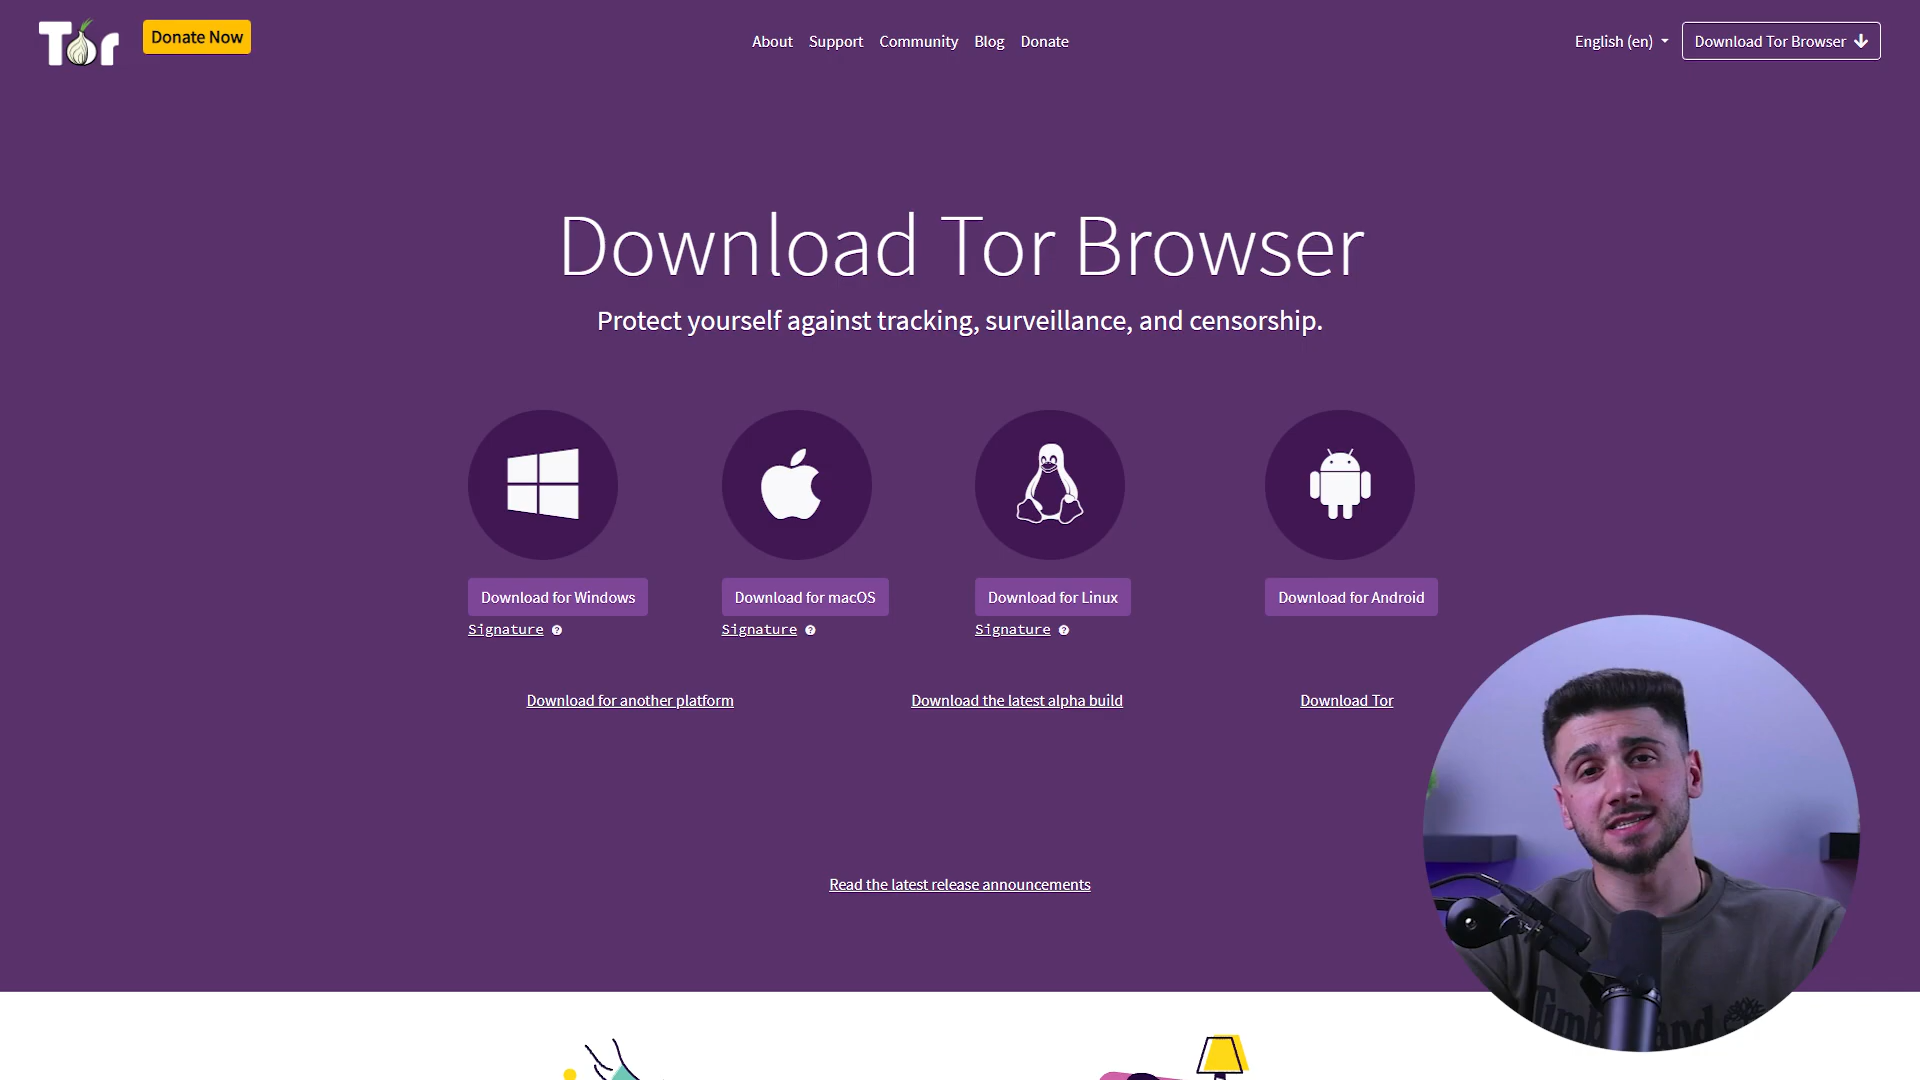 Tor
Donate Now
About Support Community Blog Donate
English (en)
Download Tor Browser
Download Tor Browser
Protect yourself against tracking, surveillance, and censorship.
Download for Windows
Download for macOS
Download for Linux
Download for Android
Signature ?
Signature ?
Signature ?
Download for another platform
Download the latest alpha build
Download Tor
Read the latest release announcements